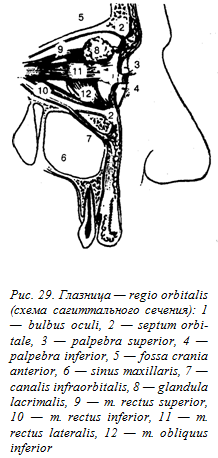 5
2
9
8
1
3
11
4
10
12
2
7
6
Рис. 29. Глазница — regio orbitalis
(схема сагиттального сечения): 1
— bulbus oculi, 2 — septum orbi-
tale, 3 — palpebra superior, 4 —
palpebra inferior, 5 — fossa crania
anterior, 6 — sinus maxillaris, 7 —
canalis infraorbitalis, 8 — glandula
lacrimalis, 9 — m. rectus superior,
10 — m. rectus inferior, 11 — m.
rectus lateralis, 12 — m. obliquus
inferior